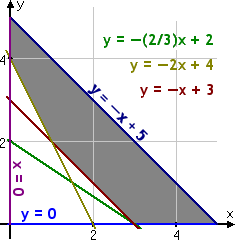 y
y = −(2/3)x + 2
4
y = −2x + 4
y = −x + 3
y = −x + 5
2
x = 0
y = 0
x
2
4